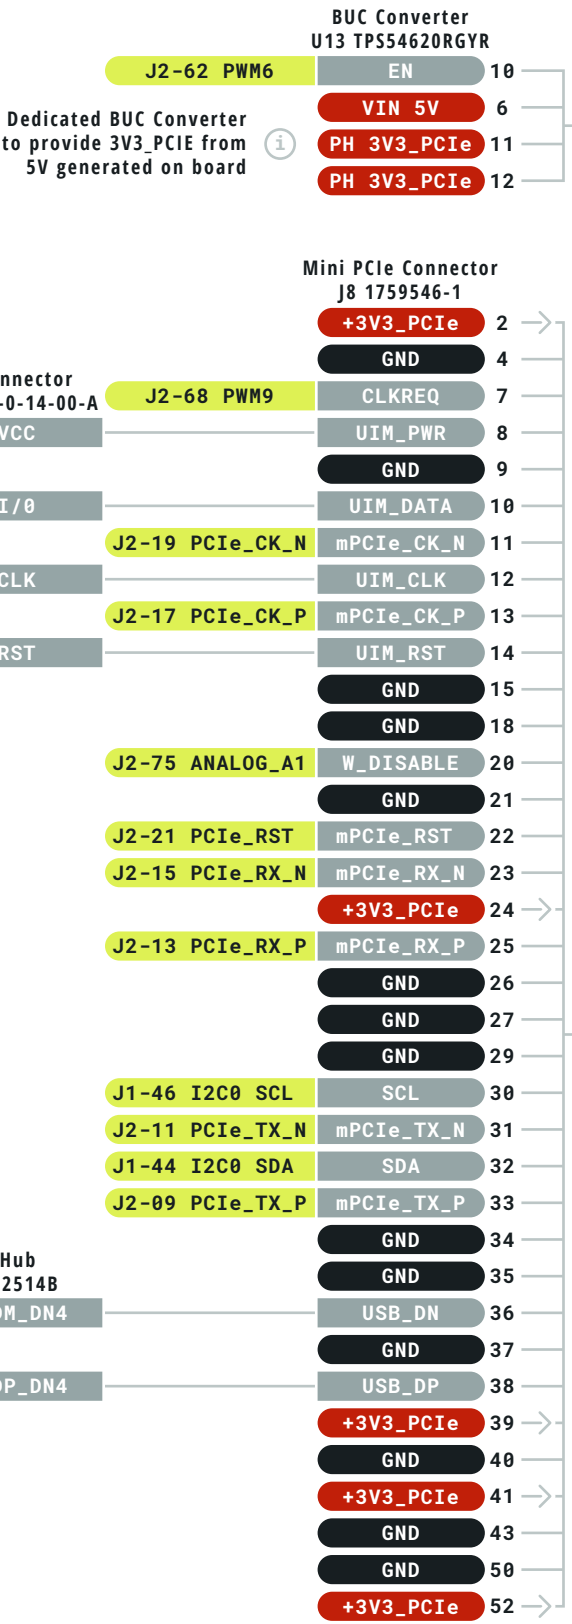 BUC Converter
U13 TPS54620RGYR
J2-62 PWM6 EN 10
VIN 5V 6
Dedicated BUC Converter
to provide 3V3_PCIE from
5V generated on board
i
PH 3V3_PCIe 11
PH 3V3_PCIe 12
Mini PCIe Connector
J8 1759546-1
+3V3_PCIe 2
GND 4
nnector
-0-14-00-A
J2-68 PWM9 CLKREQ 7
VCC UIM_PWR 8
GND 9
I/0 UIM_DATA 10
J2-19 PCIe_CK_N mPCIe_CK_N 11
CLK UIM_CLK 12
J2-17 PCIe_CK_P mPCIe_CK_P 13
RST UIM_RST 14
GND 15
GND 18
J2-75 ANALOG_A1 W_DISABLE 20
GND 21
J2-21 PCIe_RST mPCIe_RST 22
J2-15 PCIe_RX_N mPCIe_RX_N 23
+3V3_PCIe 24
J2-13 PCIe_RX_P mPCIe_RX_P 25
GND 26
GND 27
GND 29
J1-46 I2C0 SCL SCL 30
J2-11 PCIe_TX_N mPCIe_TX_N 31
J1-44 I2C0 SDA SDA 32
J2-09 PCIe_TX_P mPCIe_TX_P 33
GND 34
Hub
2514B
GND 35
M_DN4 USB_DN 36
GND 37
P_DN4 USB_DP 38
+3V3_PCIe 39
GND 40
+3V3_PCIe 41
GND 43
GND 50
+3V3_PCIe 52